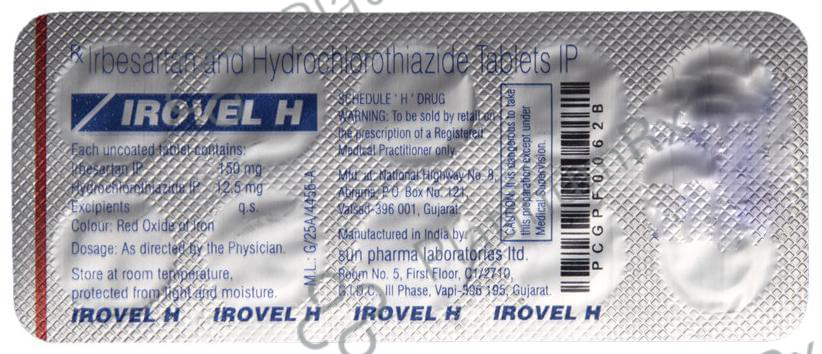 Rx Irbesartan and Hydrochlorothiazide Tablets IP
IROVEL H
Each uncoated tablet contains:
Irbesartan IP 150 mg
Hydrochlorothiazide IP 12.5 mg
Excipients q.s.
Colour: Red Oxide of Iron
Dosage: As directed by the Physician.
Store at room temperature,
protected from light and moisture.
M.L.: G/25A/4456-A
SCHEDULE 'H' DRUG
WARNING: To be sold by retail on
the prescription of a Registered
Medical Practitioner only.
Mfd. at: National Highway No. 8,
Abrama, P.O. Box No. 121,
Valsad-396 001, Gujarat.
Manufactured in India by:
sun pharma laboratories ltd.
Room No. 5, First Floor, C1/2710,
G.I.D.C., III Phase, Vapi-396 195, Gujarat.
CAUTION: It is dangerous to take
this preparation except under
Medical Supervision.
PCGPF0062B
IROVEL H IROVEL H IROVEL H IROVEL H